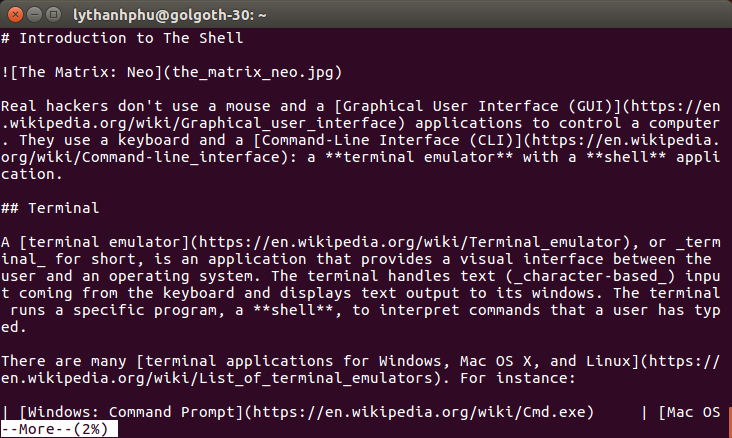 lythanhphu@golgoth-30: ~
# Introduction to The Shell
![The Matrix: Neo](the_matrix_neo.jpg)
Real hackers don't use a mouse and a [Graphical User Interface (GUI)](https://en
.wikipedia.org/wiki/Graphical_user_interface) applications to control a computer
. They use a keyboard and a [Command-Line Interface (CLI)](https://en.wikipedia.
org/wiki/Command-line_interface): a **terminal emulator** with a **shell** appli
cation.
## Terminal
A [terminal emulator](https://en.wikipedia.org/wiki/Terminal_emulator), or _term
inal_ for short, is an application that provides a visual interface between the
user and an operating system. The terminal handles text (_character-based_) inpu
t coming from the keyboard and displays text output to its windows. The terminal
 runs a specific program, a **shell**, to interpret commands that a user has typ
ed.
There are many [terminal applications for Windows, Mac OS X, and Linux](https://
en.wikipedia.org/wiki/List_of_terminal_emulators). For instance:
| [Windows: Command Prompt](https://en.wikipedia.org/wiki/Cmd.exe)     | [Mac OS
--More--(2%)